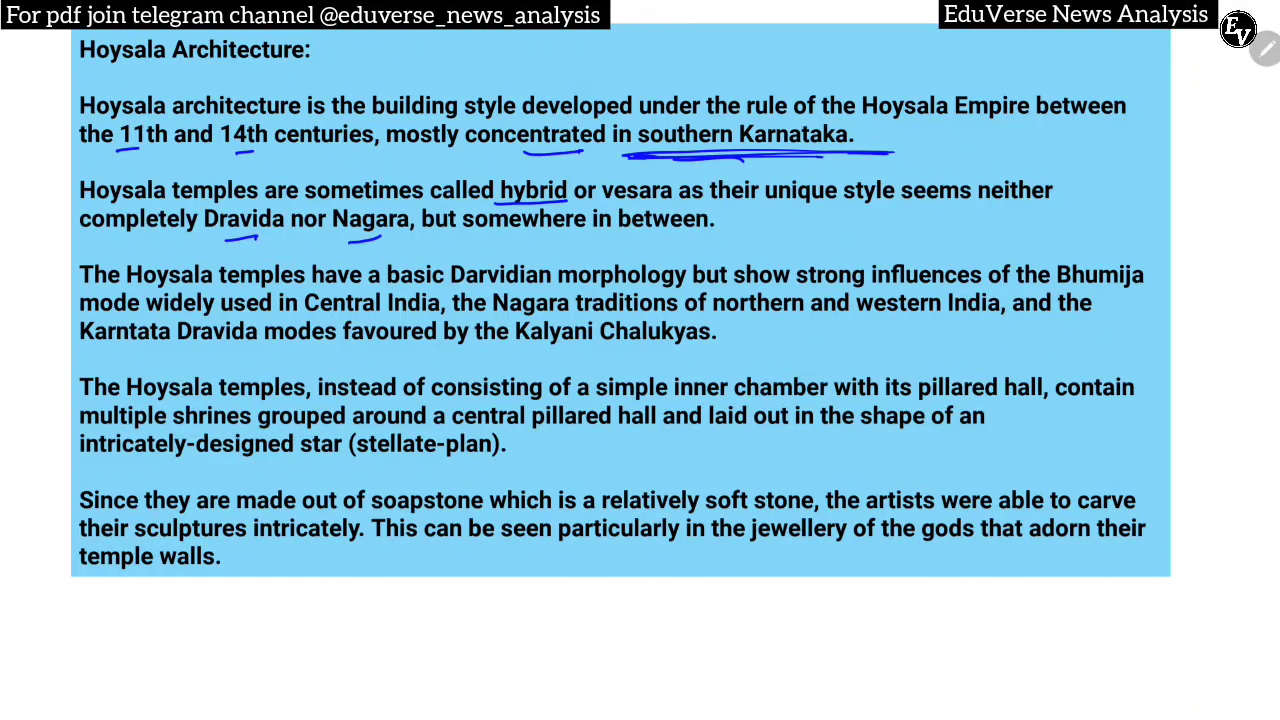 For pdf join telegram channel @eduverse_news_analysis
EduVerse News Analysis
EV
Hoysala Architecture:
Hoysala architecture is the building style developed under the rule of the Hoysala Empire between
the 11th and 14th centuries, mostly concentrated in southern Karnataka.
Hoysala temples are sometimes called hybrid or vesara as their unique style seems neither
completely Dravida nor Nagara, but somewhere in between.
The Hoysala temples have a basic Darvidian morphology but show strong influences of the Bhumija
mode widely used in Central India, the Nagara traditions of northern and western India, and the
Karntata Dravida modes favoured by the Kalyani Chalukyas.
The Hoysala temples, instead of consisting of a simple inner chamber with its pillared hall, contain
multiple shrines grouped around a central pillared hall and laid out in the shape of an
intricately-designed star (stellate-plan).
Since they are made out of soapstone which is a relatively soft stone, the artists were able to carve
their sculptures intricately. This can be seen particularly in the jewellery of the gods that adorn their
temple walls.